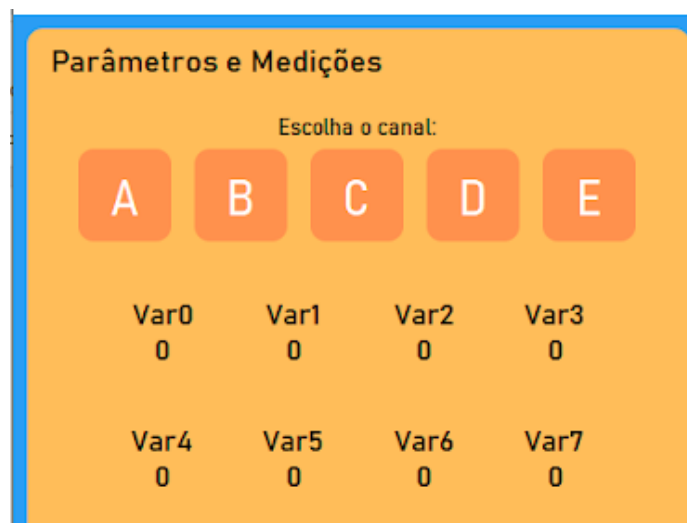 Parâmetros e Medições
Escolha o canal:
A B C D E
Var0 Var1 Var2 Var3
0 0 0 0
Var4 Var5 Var6 Var7
0 0 0 0